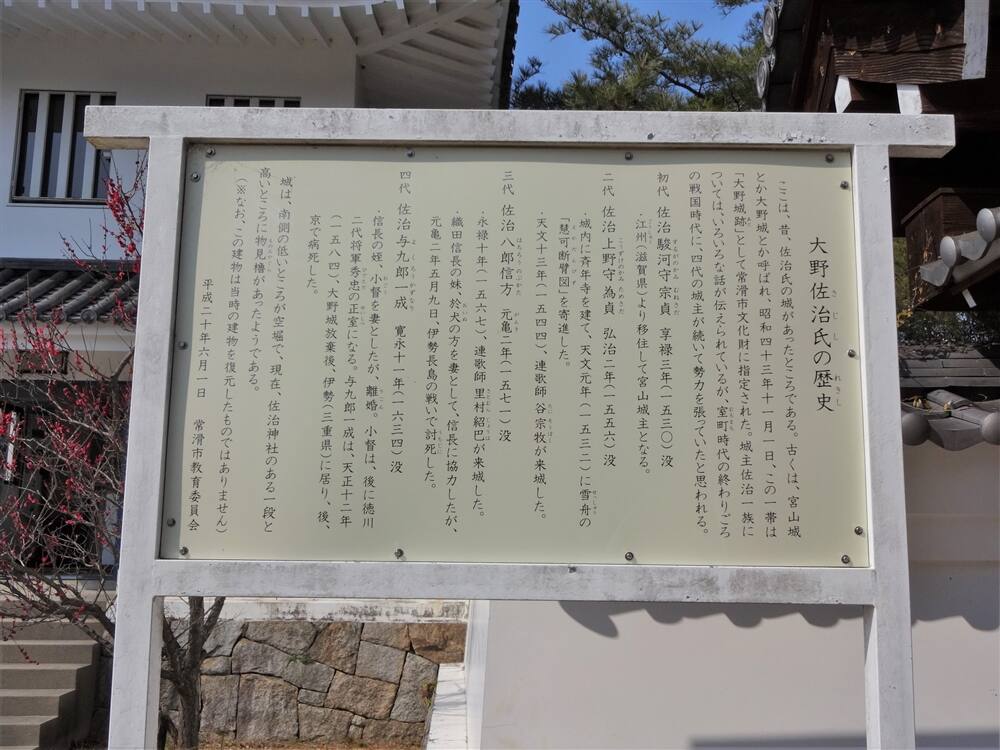 大野佐治氏の歴史
ここは、昔、佐治氏の城があったところである。古くは、宮山城
とか大野城とか呼ばれ、昭和四十三年十一月一日、この一帯は
「大野城跡」として常滑市文化財に指定された。城主佐治一族に
ついてはいろいろな話が伝えられているが、室町時代の終わりごろ
の戦国時代に、四代の城主が続いて勢力を張っていたと思われる。
初代 佐治駿河守宗貞 享禄三年(一五三〇)没
・江州(滋賀県)より移住して宮山城主となる。
二代 佐治上野守為貞 弘治二年(一五五六)没
・城内に斉年寺を建て、天文元年(一五三二)に雪舟の
「慧可断臂図」を寄進した。
・天文十三年(一五四四)、連歌師 谷宗牧が来城した。
三代 佐治八郎信方 元亀二年(一五七一)没
・永禄十年(一五六七)、連歌師 里村紹巴が来城した。
織田信長の妹、於犬の方を妻として、信長に協力したが、
元亀二年五月九日、伊勢長島の戦いで討死した。
四代 佐治与九郎一成 寛永十一年(一六三四)没
・信長の姪、小督を妻としたが、離婚。小督は、後に徳川
二代将軍秀忠の正室になる。与九郎一成は、天正十二年
(一五八四)、大野城放棄後、伊勢(三重県)に居り、後、
京で病死した。
城は、南側の低いところが空堀で、現在 佐治神社のある一段と
高いところに物見櫓があったようである。
(※なお、この建物は当時の建物を復元したものではありません)
平成二十年六月一日 常滑市教育委員会